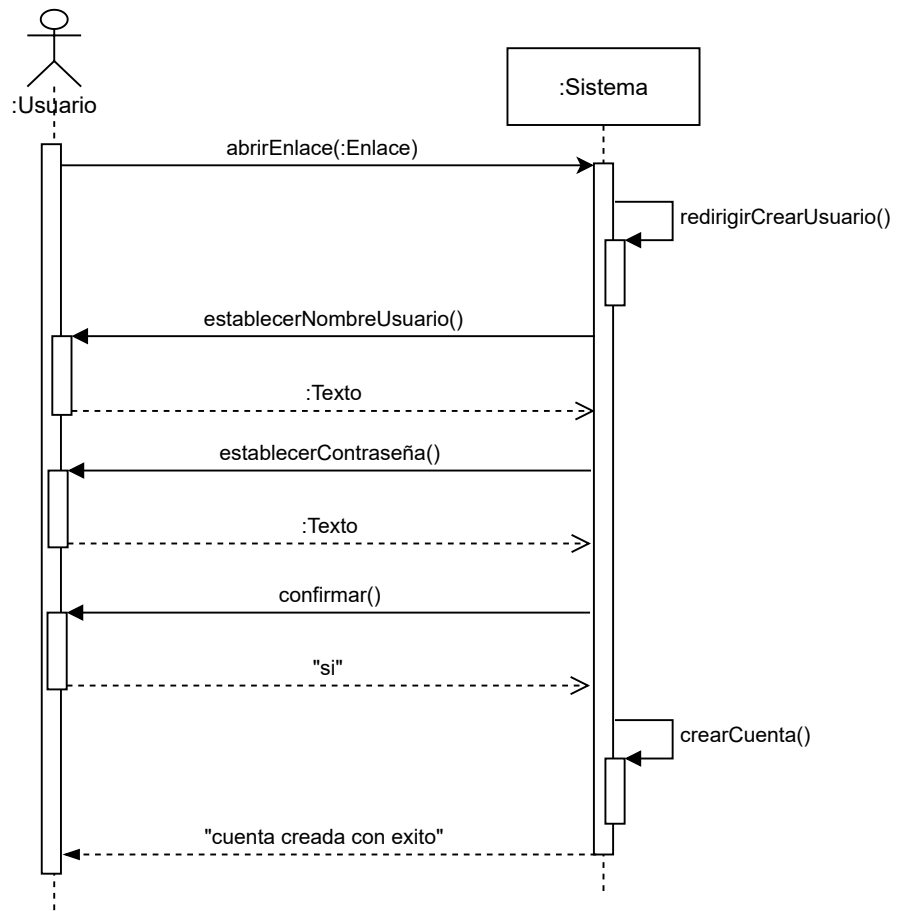 :Usuario
:Sistema
abrirEnlace(:Enlace)
redirigirCrearUsuario()
establecerNombreUsuario()
:Texto
establecerContraseña()
:Texto
confirmar()
"si"
crearCuenta()
"cuenta creada con exito"